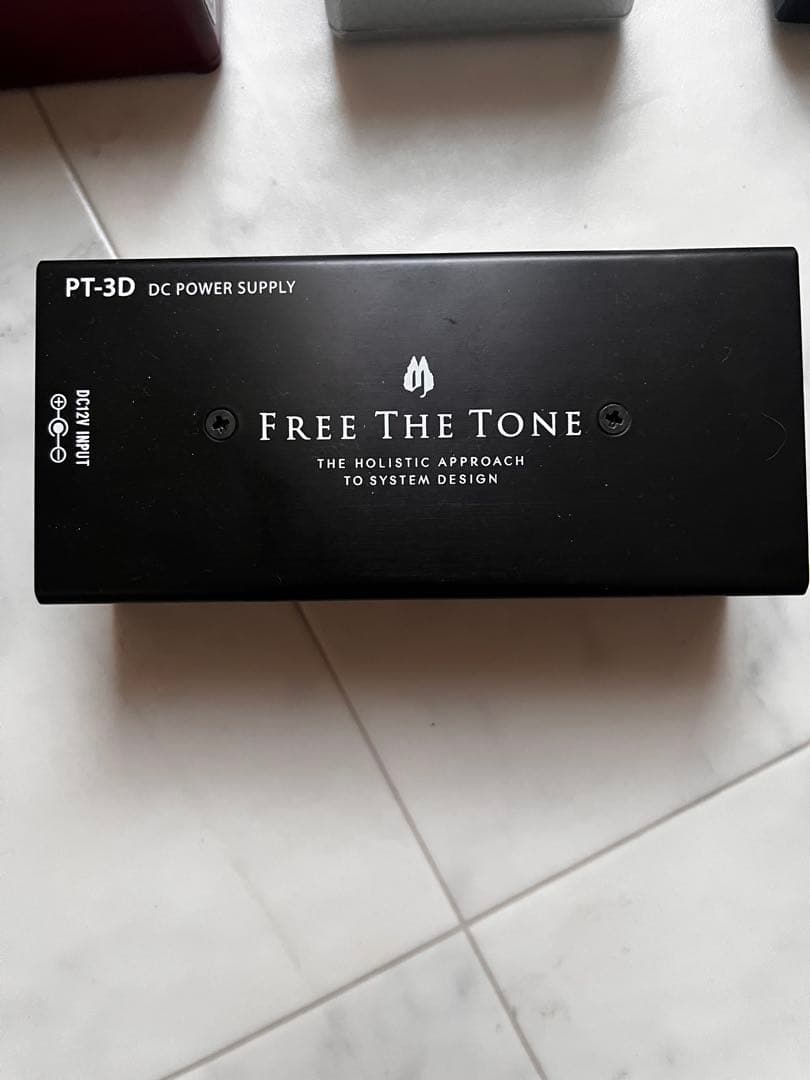 PT-3D DC POWER SUPPLY
DC12V INPUT
FREE THE TONE
THE HOLISTIC APPROACH
TO SYSTEM DESIGN